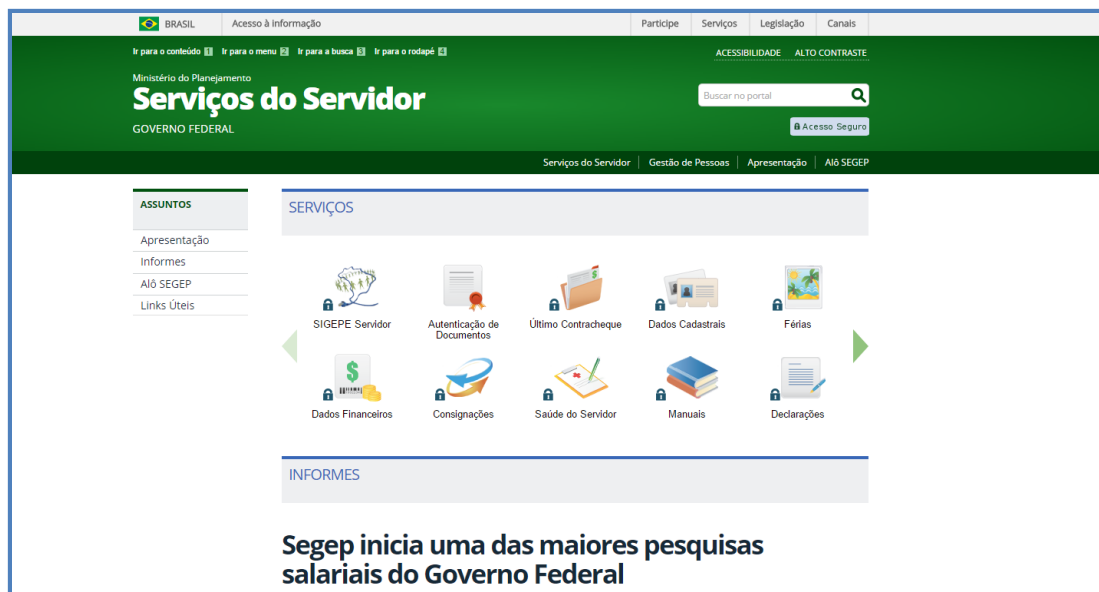 BRASIL Acesso à informação Participe Serviços Legislação Canais
Ir para o conteúdo 1 Ir para o menu 2 Ir para a busca 3 Ir para o rodapé 4 ACESSIBILIDADE ALTO CONTRASTE
Ministério do Planejamento
Serviços do Servidor
Buscar no portal
GOVERNO FEDERAL
Acesso Seguro
Serviços do Servidor Gestão de Pessoas Apresentação Alô SEGEP
ASSUNTOS
Apresentação
Informes
Alô SEGEP
Links Úteis
SERVIÇOS
SIGEPE Servidor
Autenticação de
Documentos
Último Contracheque
Dados Cadastrais
Férias
Dados Financeiros
Consignações
Saúde do Servidor
Manuais
Declarações
INFORMES
Segep inicia uma das maiores pesquisas
salariais do Governo Federal